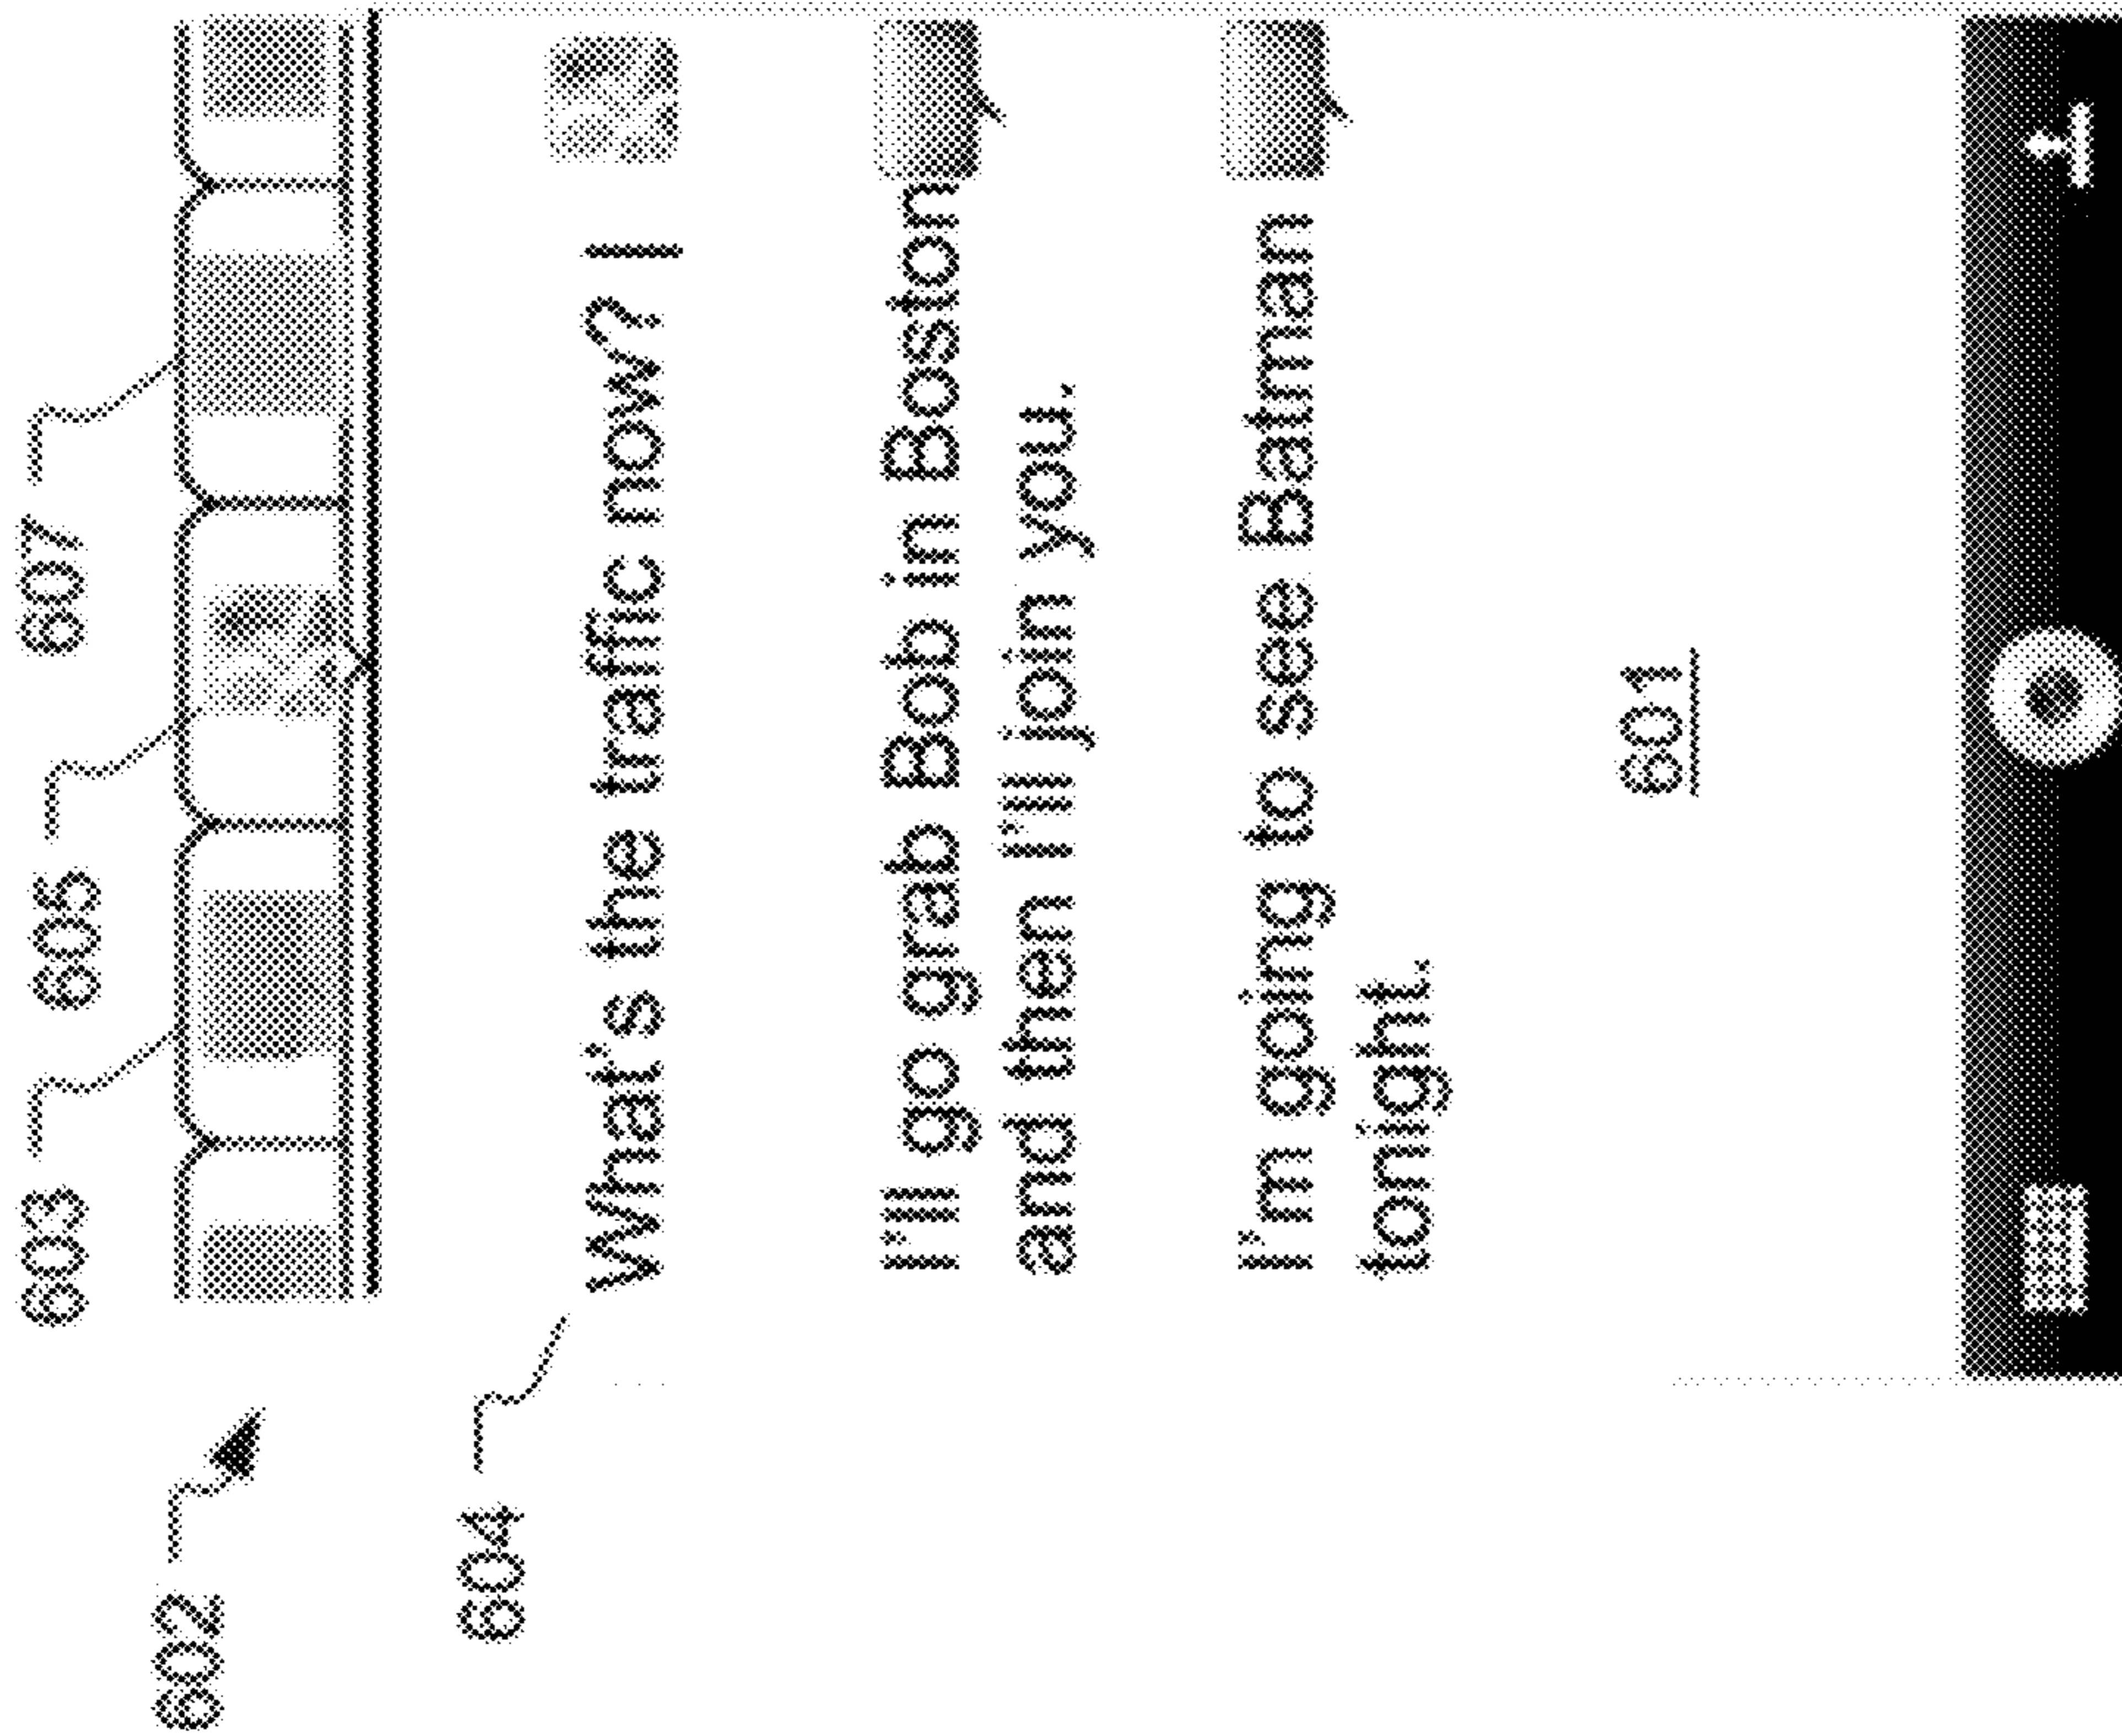 602
603
605
607
604
What's the traffic now? |
I'll go grab Bob in Boston
and then I'll join you.
I'm going to see Batman
tonight.
601